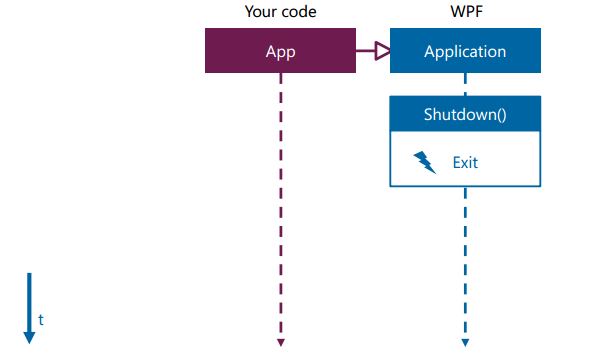 Your code
WPF
App
Application
Shutdown()
Exit
t